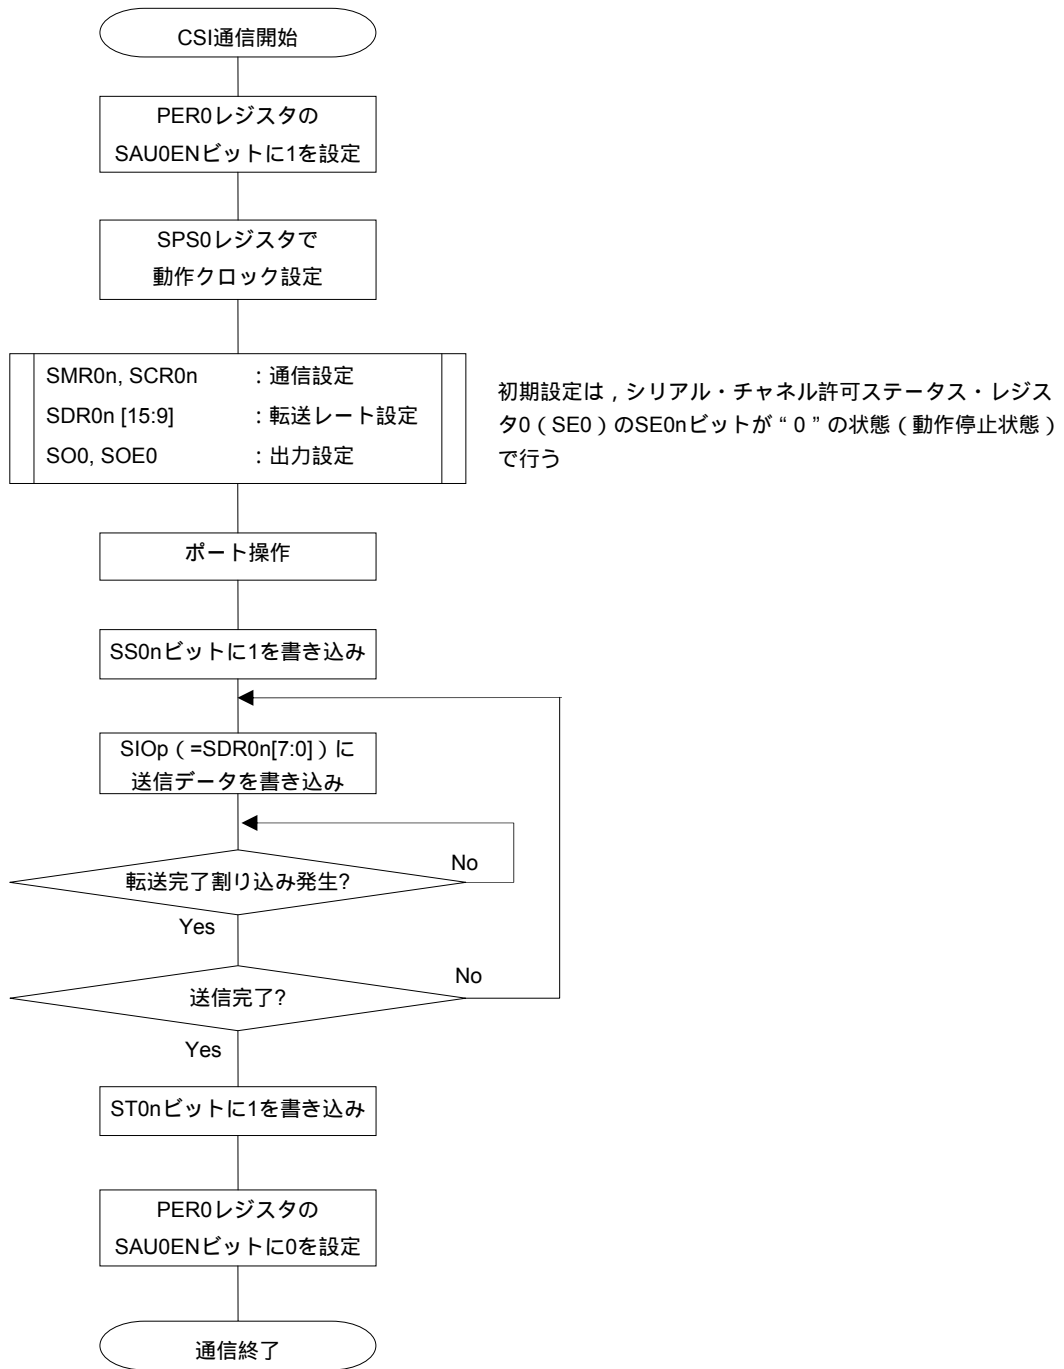 CSI通信開始
PER0レジスタの
SAU0ENビットに1を設定
SPS0レジスタで
動作クロック設定
SMR0n, SCR0n ：通信設定
SDR0n [15:9] ：転送レート設定
SO0, SOE0 ：出力設定
初期設定は，シリアル・チャネル許可ステータス・レジス
タ0（SE0）のSE0nビットが“0”の状態（動作停止状態）
で行う
ポート操作
SS0nビットに1を書き込み
SIOp（=SDR0n[7:0]）に
送信データを書き込み
No
転送完了割り込み発生?
Yes
No
送信完了?
Yes
ST0nビットに1を書き込み
PER0レジスタの
SAU0ENビットに0を設定
通信終了